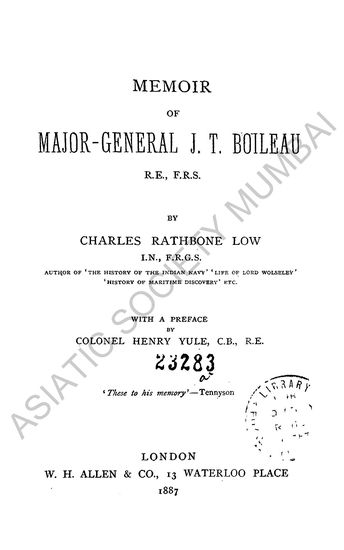 MEMOIR
OF
MAJOR-GENERAL J. T. BOILEAU
R.E., F.R.S.
BY
CHARLES RATHBONE LOW
I.N., F.R.G.S.
AUTHOR OF 'THE HISTORY OF THE INDIAN NAVY' 'LIFE OF LORD WOLSELEY'
'HISTORY OF MARITIME DISCOVERY' ETC.
WITH A PREFACE
BY
COLONEL HENRY YULE, C.B., R.E.
23283
a
'These to his memory'—Tennyson
LIBRARY
LONDON
W. H. ALLEN & CO., 13 WATERLOO PLACE
1887
ASIATIC SOCIETY MUMBAI